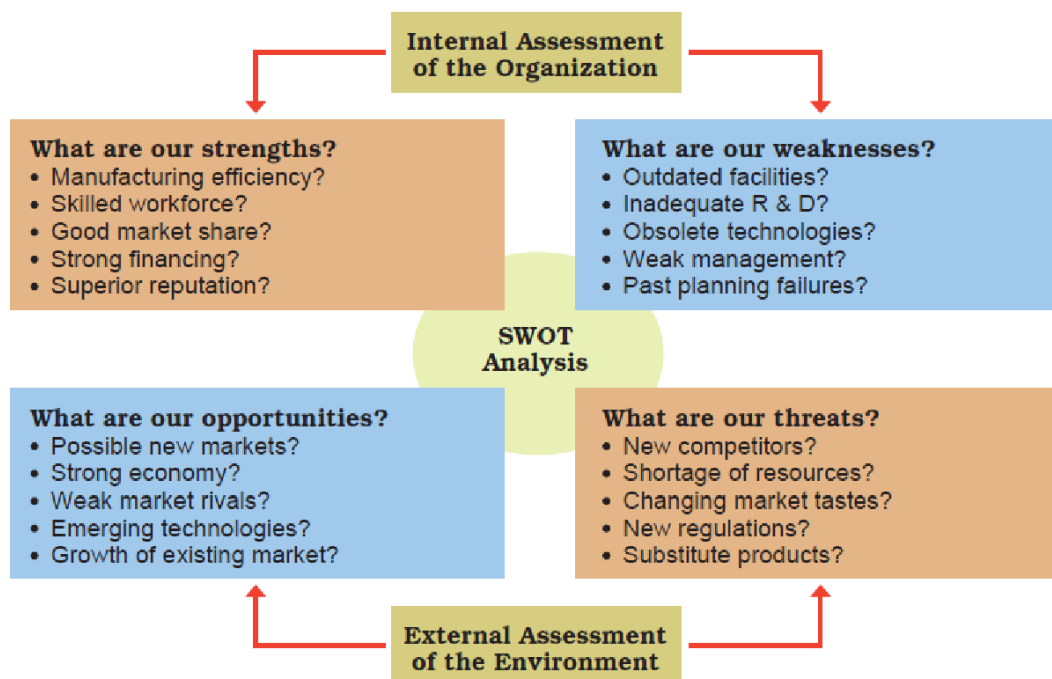 Internal Assessment
of the Organization
What are our strengths?
• Manufacturing efficiency?
• Skilled workforce?
• Good market share?
• Strong financing?
• Superior reputation?
What are our weaknesses?
• Outdated facilities?
• Inadequate R & D?
• Obsolete technologies?
• Weak management?
• Past planning failures?
SWOT
Analysis
What are our opportunities?
• Possible new markets?
• Strong economy?
• Weak market rivals?
• Emerging technologies?
• Growth of existing market?
What are our threats?
• New competitors?
• Shortage of resources?
• Changing market tastes?
• New regulations?
• Substitute products?
External Assessment
of the Environment